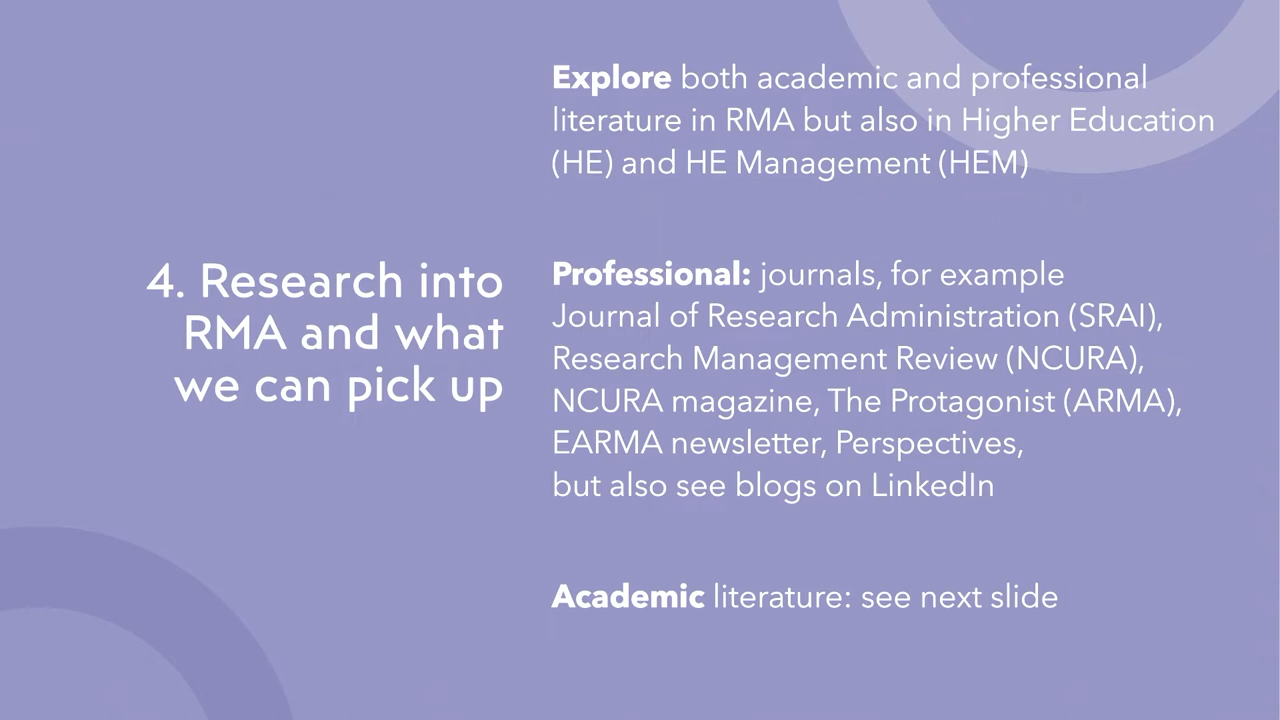 4. Research into
RMA and what
we can pick up
Explore both academic and professional
literature in RMA but also in Higher Education
(HE) and HE Management (HEM)
Professional: journals, for example
Journal of Research Administration (SRAI),
Research Management Review (NCURA),
NCURA magazine, The Protagonist (ARMA),
EARMA newsletter, Perspectives,
but also see blogs on LinkedIn
Academic literature: see next slide